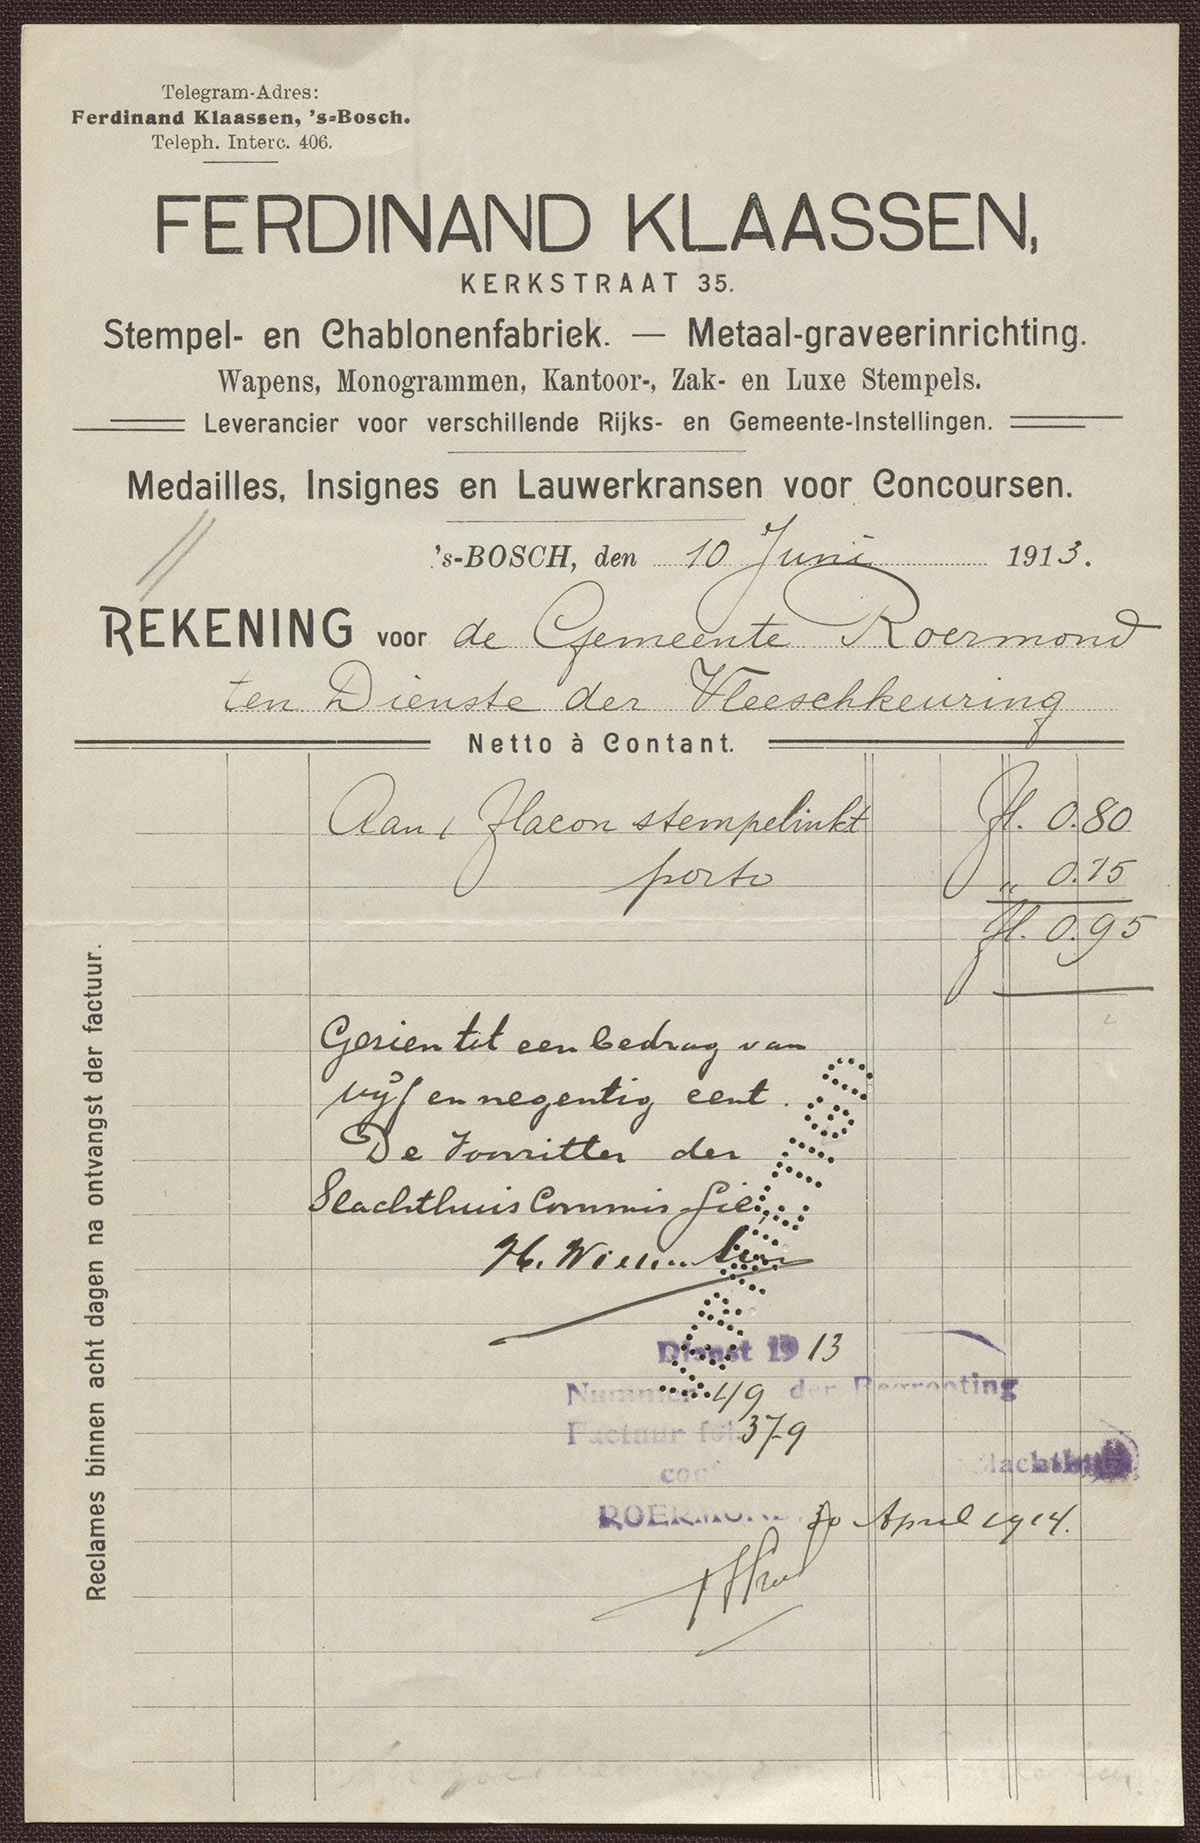 Telegram-Adres:
Ferdinand Klaassen, 's-Bosch.
Teleph. Interc. 406.
FERDINAND KLAASSEN,
KERKSTRAAT 35.
Stempel- en Chablonenfabriek. — Metaal-graveerinrichting.
Wapens, Monogrammen, Kantoor-, Zak- en Luxe Stempels.
Leverancier voor verschillende Rijks- en Gemeente-Instellingen.
Medailles, Insignes en Lauwerkransen voor Concoursen.
's-BOSCH, den 10 Juni 1913.
REKENING voor de Gemeente Roermond
ten Dienste der Vleeschkeuring
Netto à Contant.
Aan 1 flacon stempelinkt fl. 0.80
porto " 0.15
fl. 0.95
Reclames binnen acht dagen na ontvangst der factuur.
Gezien tot een bedrag van
vijf en negentig cent.
De Voorzitter der
Slachthuis Commissie.
H.
BETAALD
Dienst 1913
Nummer 49 der Begrooting
Factuur fol. 379
Slachthuis
ROERMOND, 30 April 1914.